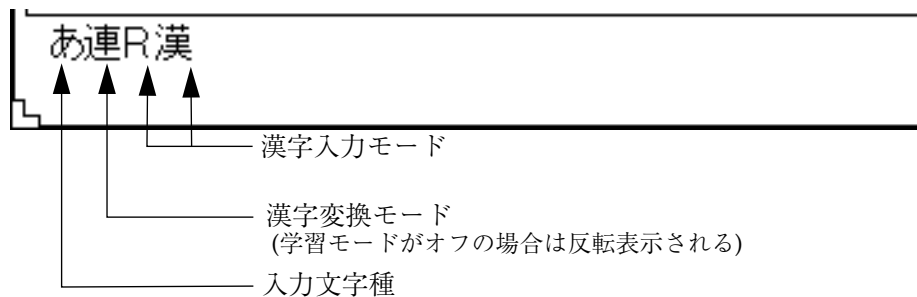 あ連R漢
漢字入力モード
漢字変換モード
(学習モードがオフの場合は反転表示される)
入力文字種